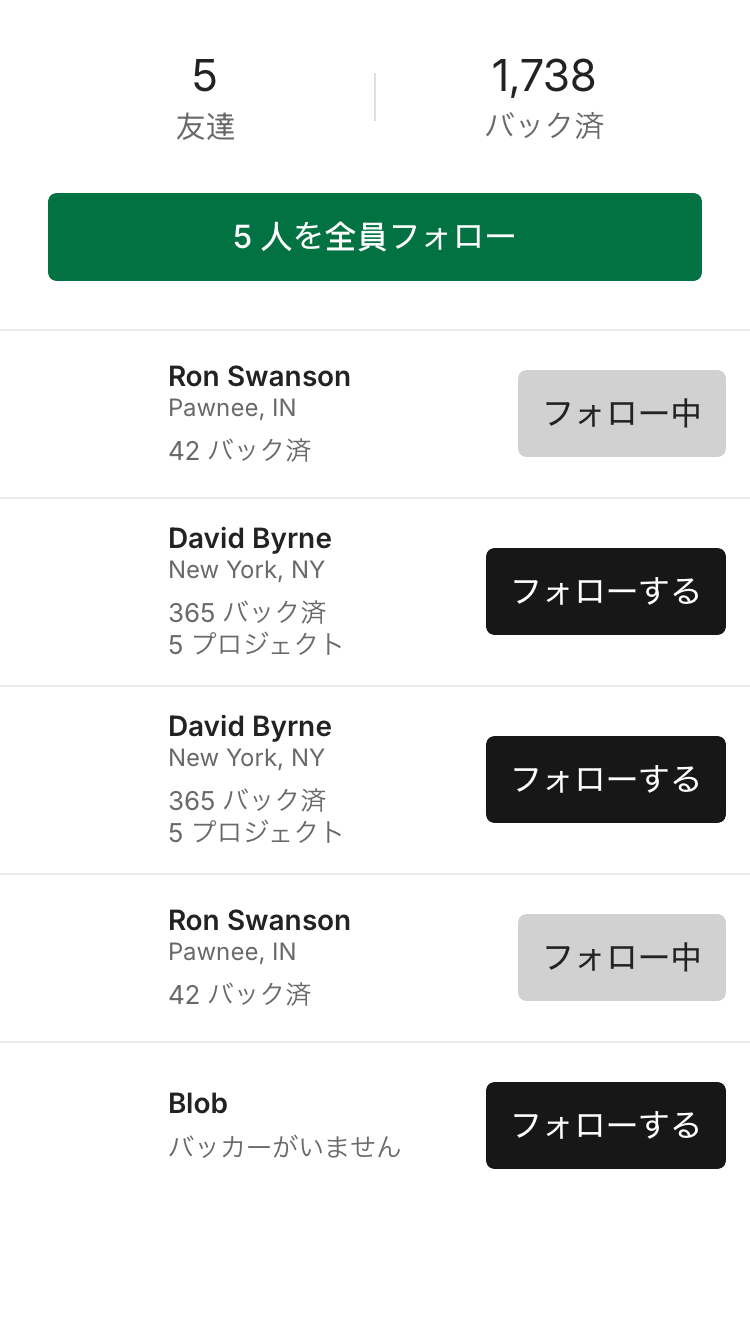 5
友達
1,738
バック済
5 人を全員フォロー
Ron Swanson
Pawnee, IN
42 バック済
フォロー中
David Byrne
New York, NY
365 バック済
5 プロジェクト
フォローする
David Byrne
New York, NY
365 バック済
5 プロジェクト
フォローする
Ron Swanson
Pawnee, IN
42 バック済
フォロー中
Blob
バッカーがいません
フォローする